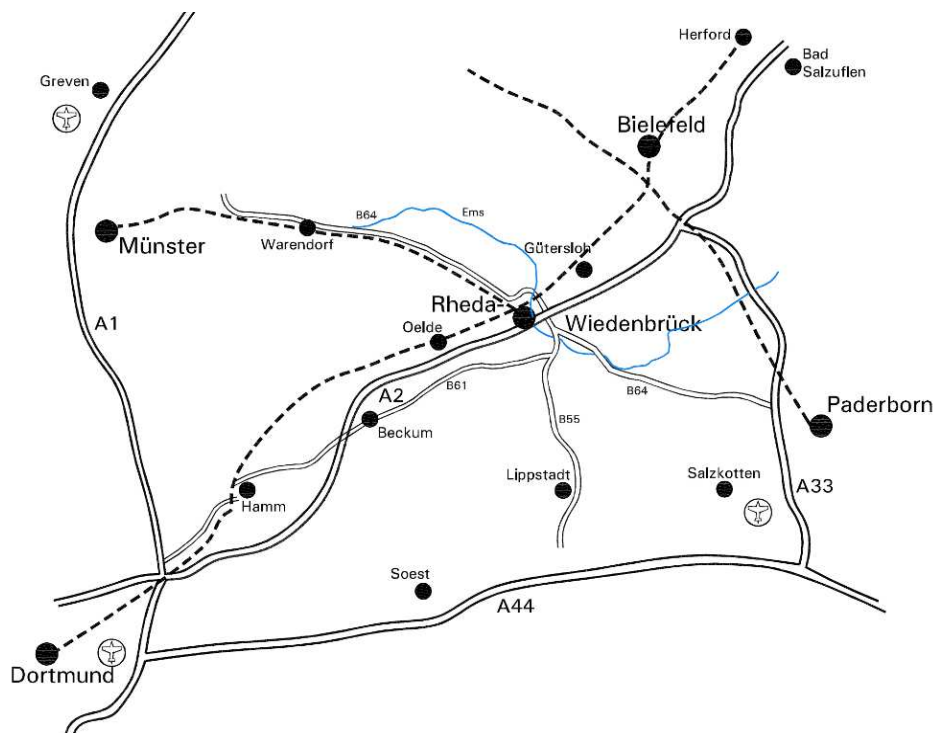 Herford
Bad
Salzuflen
Greven
Bielefeld
B64
Ems
Münster
Warendorf
Gütersloh
Rheda-
Wiedenbrück
A1
Oelde
A2
B61
B64
Paderborn
B55
Beckum
Lippstadt
Salzkotten
A33
Hamm
Soest
A44
Dortmund